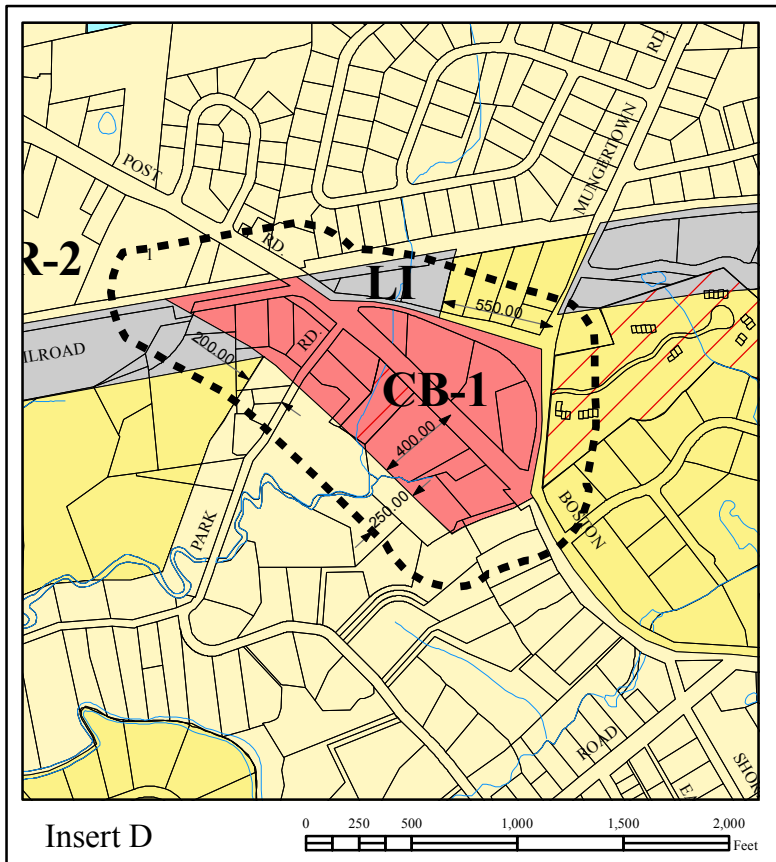 RD.
MUNGERTOWN
POST
RD.
1
R-2
LI
550.00
ILROAD
200.00
RD.
CB-1
400.00
250.00
BOSTON
PARK
ROAD
SHOR
Insert D
0 250 500 1,000 1,500 2,000
Feet